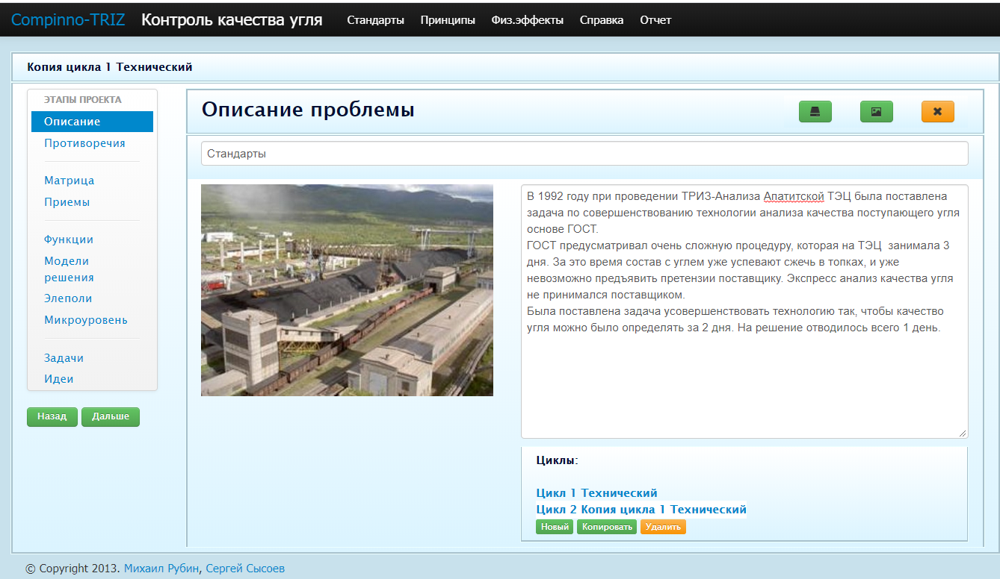 Compinno-TRIZ Контроль качества угля Стандарты Принципы Физ.эффекты Справка Отчет
Копия цикла 1 Технический
ЭТАПЫ ПРОЕКТА
Описание
Противоречия
Матрица
Приемы
Функции
Модели
решения
Элеполи
Микроуровень
Задачи
Идеи
Назад Дальше
Описание проблемы
Стандарты
В 1992 году при проведении ТРИЗ-Анализа Апатитской ТЭЦ была поставлена
задача по совершенствованию технологии анализа качества поступающего угля
основе ГОСТ.
ГОСТ предусматривал очень сложную процедуру, которая на ТЭЦ  занимала 3
дня. За это время состав с углем уже успевают сжечь в топках, и уже
невозможно предъявить претензии поставщику. Экспресс анализ качества угля
не принимался поставщиком.
Была поставлена задача усовершенствовать технологию так, чтобы качество
угля можно было определять за 2 дня. На решение отводилось всего 1 день.
Циклы:
Цикл 1 Технический
Цикл 2 Копия цикла 1 Технический
Новый Копировать Удалить
© Copyright 2013. Михаил Рубин, Сергей Сысоев